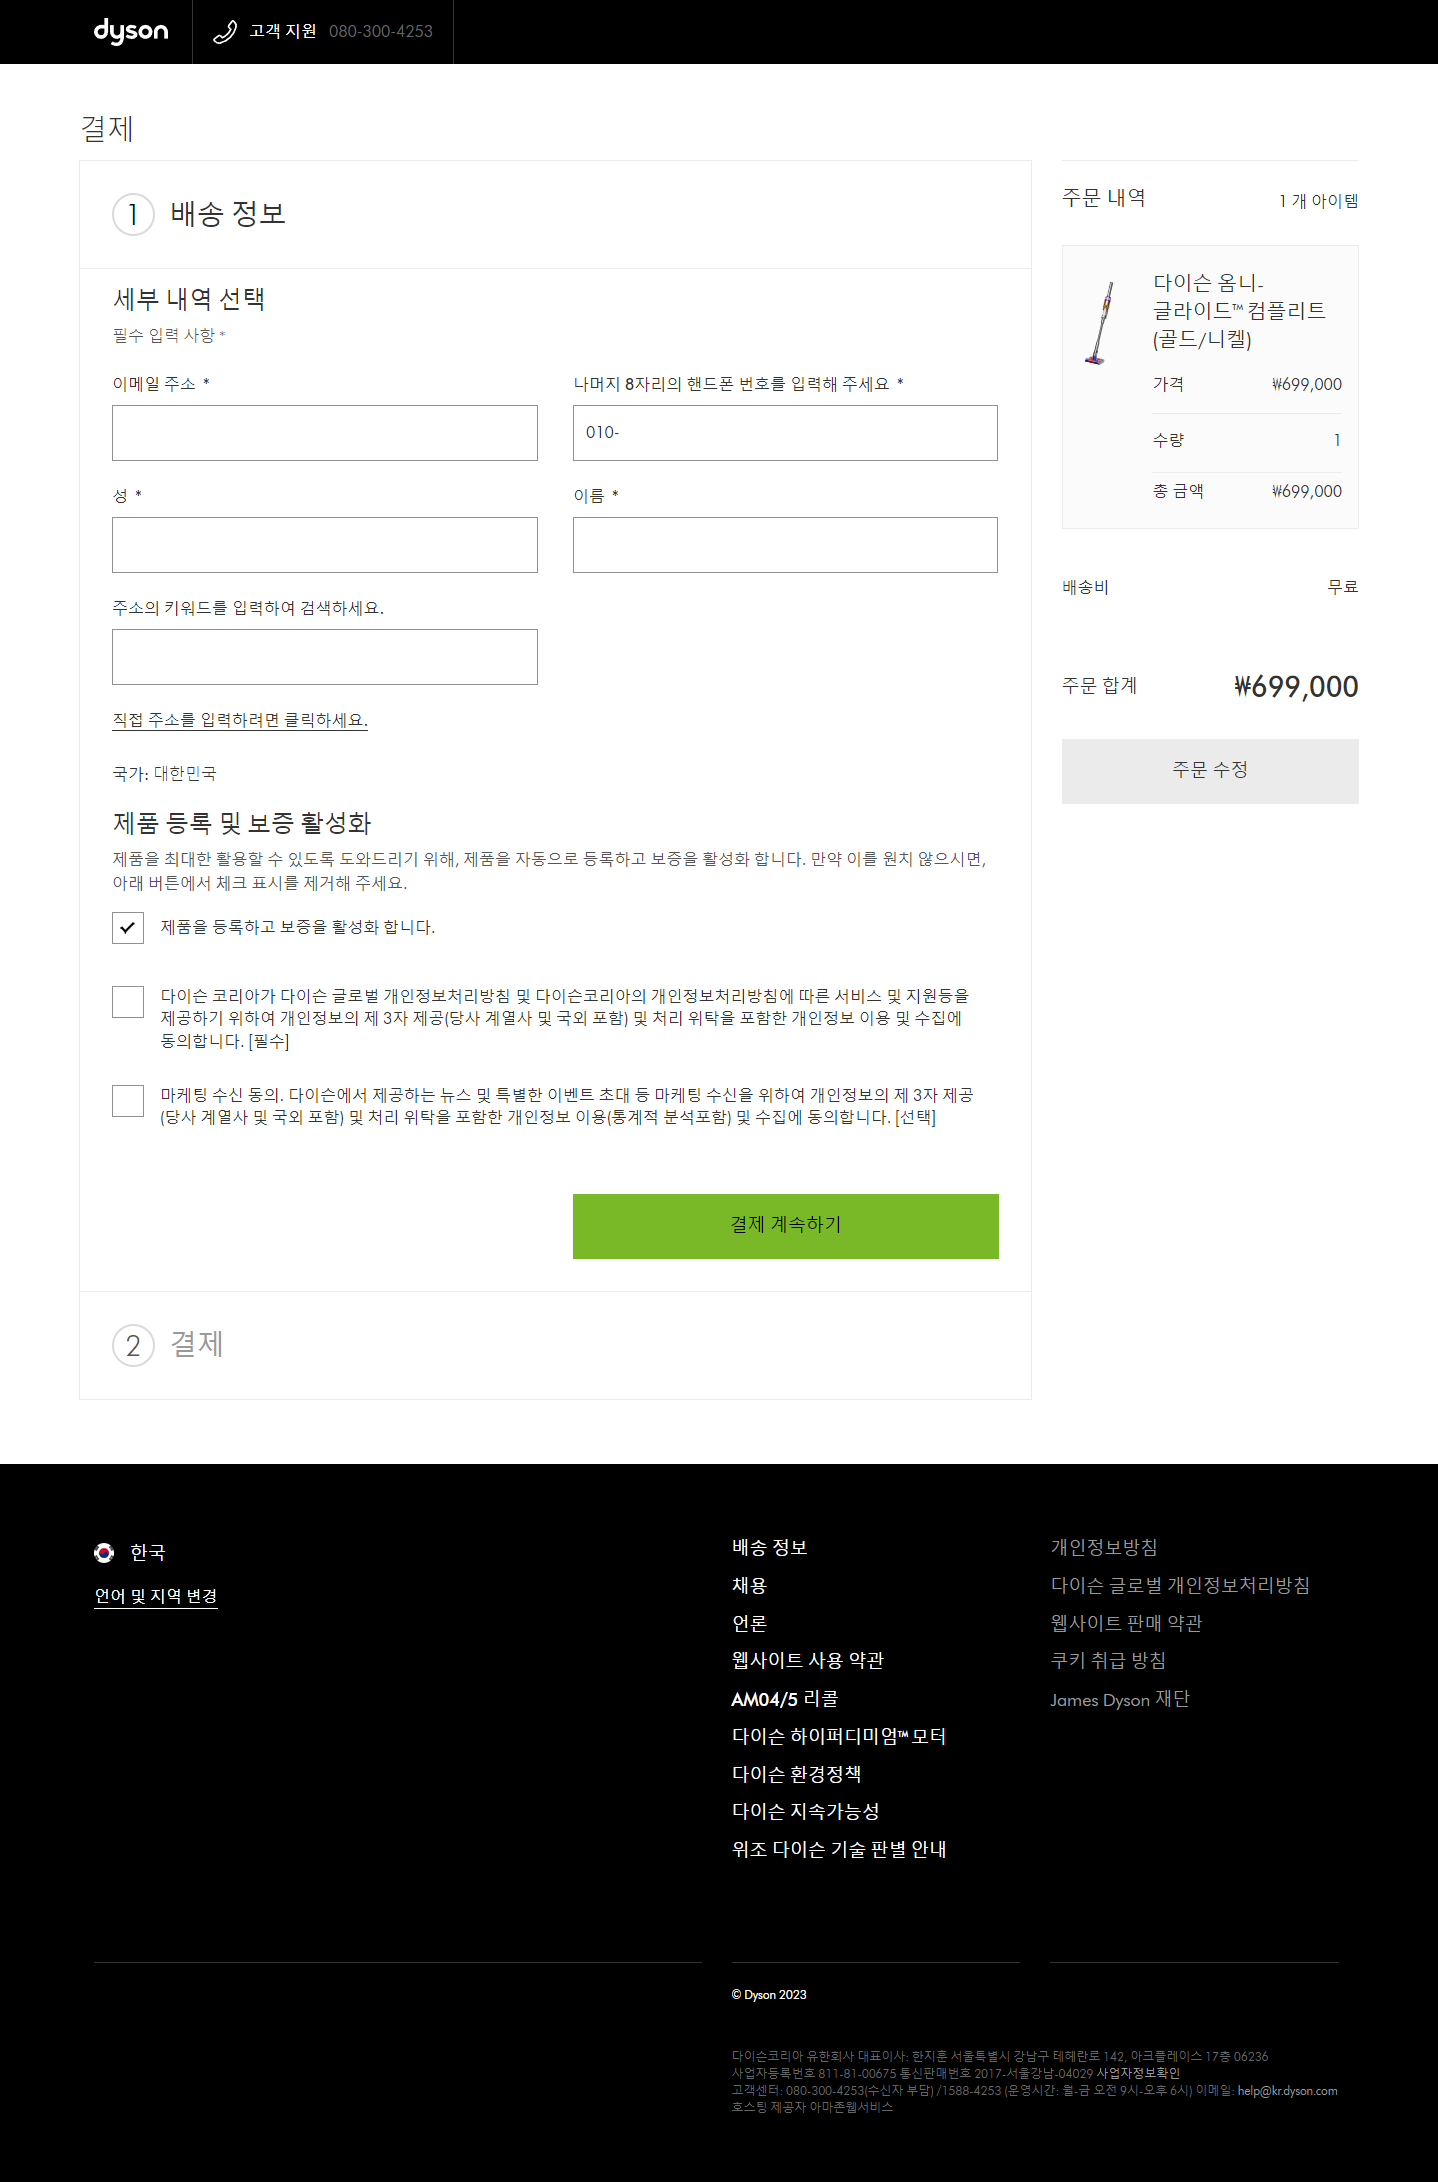 dyson
고객 지원 080-300-4253
결제
1 배송 정보
세부 내역 선택
필수 입력 사항 *
이메일 주소 *
나머지 8자리의 핸드폰 번호를 입력해 주세요 *
010-
성 *
이름 *
주소의 키워드를 입력하여 검색하세요.
직접 주소를 입력하려면 클릭하세요.
국가: 대한민국
제품 등록 및 보증 활성화
제품을 최대한 활용할 수 있도록 도와드리기 위해, 제품을 자동으로 등록하고 보증을 활성화 합니다. 만약 이를 원치 않으시면,
아래 버튼에서 체크 표시를 제거해 주세요.
제품을 등록하고 보증을 활성화 합니다.
다이슨 코리아가 다이슨 글로벌 개인정보처리방침 및 다이슨코리아의 개인정보처리방침에 따른 서비스 및 지원등을
제공하기 위하여 개인정보의 제 3자 제공(당사 계열사 및 국외 포함) 및 처리 위탁을 포함한 개인정보 이용 및 수집에
동의합니다. [필수]
마케팅 수신 동의. 다이슨에서 제공하는 뉴스 및 특별한 이벤트 초대 등 마케팅 수신을 위하여 개인정보의 제 3자 제공
(당사 계열사 및 국외 포함) 및 처리 위탁을 포함한 개인정보 이용(통계적 분석포함) 및 수집에 동의합니다. [선택]
결제 계속하기
2 결제
주문 내역
1 개 아이템
다이슨 옴니-
글라이드™ 컴플리트
(골드/니켈)
가격 ₩699,000
수량 1
총 금액 ₩699,000
배송비 무료
주문 합계 ₩699,000
주문 수정
한국
언어 및 지역 변경
배송 정보
채용
언론
웹사이트 사용 약관
AM04/5 리콜
다이슨 하이퍼디미엄™ 모터
다이슨 환경정책
다이슨 지속가능성
위조 다이슨 기술 판별 안내
개인정보방침
다이슨 글로벌 개인정보처리방침
웹사이트 판매 약관
쿠키 취급 방침
James Dyson 재단
© Dyson 2023
다이슨코리아 유한회사 대표이사: 한지훈 서울특별시 강남구 테헤란로 142, 아크플레이스 17층 06236
사업자등록번호 811-81-00675 통신판매번호 2017-서울강남-04029 사업자정보확인
고객센터: 080-300-4253(수신자 부담) /1588-4253 (운영시간: 월-금 오전 9시-오후 6시) 이메일: help@kr.dyson.com
호스팅 제공자 아마존웹서비스